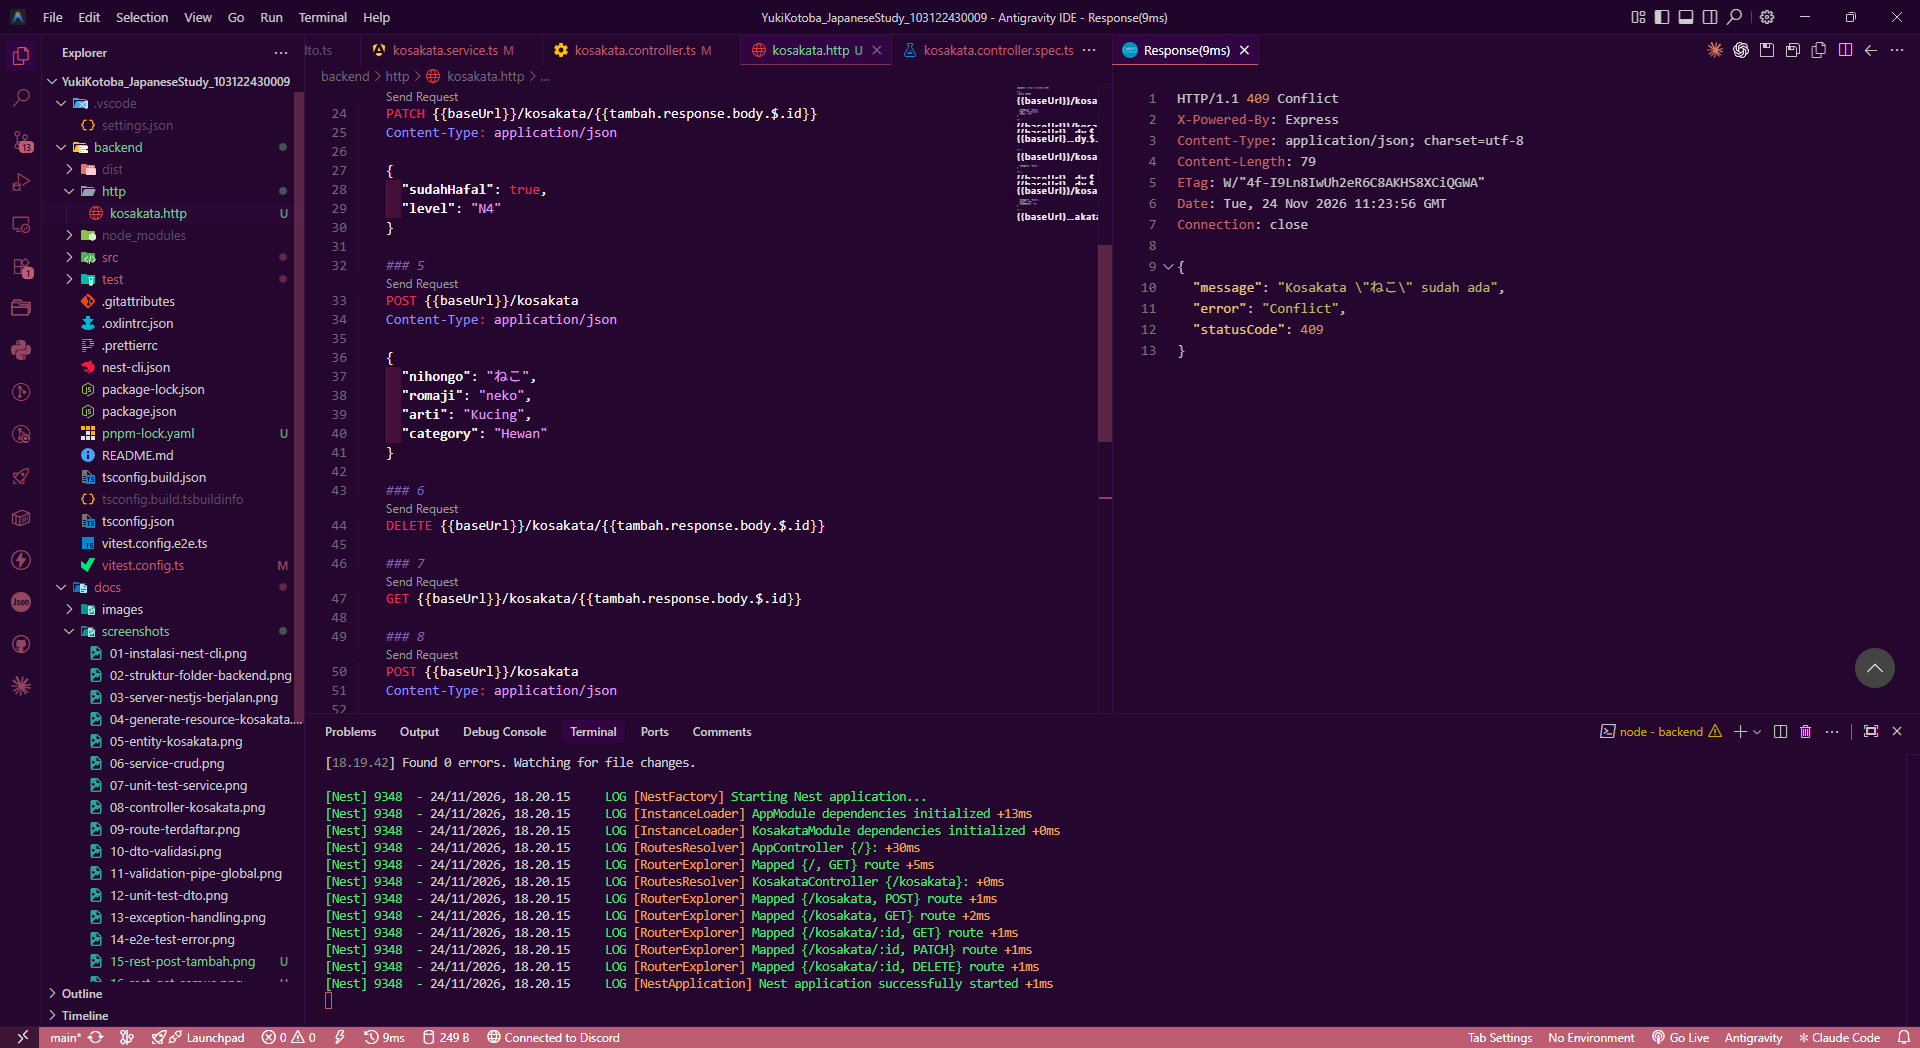 File Edit Selection View Go Run Terminal Help
YukiKotoba_JapaneseStudy_103122430009 - Antigravity IDE - Response(9ms)
Explorer
YukiKotoba_JapaneseStudy_103122430009
.vscode
settings.json
backend
dist
http
kosakata.http U
node_modules
src
test
.gitattributes
.oxlintrc.json
.prettierrc
nest-cli.json
package-lock.json
package.json
pnpm-lock.yaml U
README.md
tsconfig.build.json
tsconfig.build.tsbuildinfo
tsconfig.json
vitest.config.e2e.ts
vitest.config.ts M
docs
images
screenshots
01-instalasi-nest-cli.png
02-struktur-folder-backend.png
03-server-nestjs-berjalan.png
04-generate-resource-kosakata....
05-entity-kosakata.png
06-service-crud.png
07-unit-test-service.png
08-controller-kosakata.png
09-route-terdaftar.png
10-dto-validasi.png
11-validation-pipe-global.png
12-unit-test-dto.png
13-exception-handling.png
14-e2e-test-error.png
15-rest-post-tambah.png U
Outline
Timeline
13
1
Json
dto.ts kosakata.service.ts M kosakata.controller.ts M kosakata.http U kosakata.controller.spec.ts
backend > http > kosakata.http > ...
Send Request
24 PATCH {{baseUrl}}/kosakata/{{tambah.response.body.$.id}}
25 Content-Type: application/json
26
27 {
28 "sudahHafal": true,
29 "level": "N4"
30 }
31
32 ### 5
Send Request
33 POST {{baseUrl}}/kosakata
34 Content-Type: application/json
35
36 {
37 "nihongo": "ねこ",
38 "romaji": "neko",
39 "arti": "Kucing",
40 "category": "Hewan"
41 }
42
43 ### 6
Send Request
44 DELETE {{baseUrl}}/kosakata/{{tambah.response.body.$.id}}
45
46 ### 7
Send Request
47 GET {{baseUrl}}/kosakata/{{tambah.response.body.$.id}}
48
49 ### 8
Send Request
50 POST {{baseUrl}}/kosakata
51 Content-Type: application/json
52
Response(9ms)
1 HTTP/1.1 409 Conflict
2 X-Powered-By: Express
3 Content-Type: application/json; charset=utf-8
4 Content-Length: 79
5 ETag: W/"4f-I9Ln8IwUh2eR6C8AKHS8XCiQGWA"
6 Date: Tue, 24 Nov 2026 11:23:56 GMT
7 Connection: close
8
9 {
10 "message": "Kosakata \"ねこ\" sudah ada",
11 "error": "Conflict",
12 "statusCode": 409
13 }
Problems Output Debug Console Terminal Ports Comments
node - backend
[18.19.42] Found 0 errors. Watching for file changes.
[Nest] 9348 - 24/11/2026, 18.20.15 LOG [NestFactory] Starting Nest application...
[Nest] 9348 - 24/11/2026, 18.20.15 LOG [InstanceLoader] AppModule dependencies initialized +13ms
[Nest] 9348 - 24/11/2026, 18.20.15 LOG [InstanceLoader] KosakataModule dependencies initialized +0ms
[Nest] 9348 - 24/11/2026, 18.20.15 LOG [RoutesResolver] AppController {/}: +30ms
[Nest] 9348 - 24/11/2026, 18.20.15 LOG [RouterExplorer] Mapped {/, GET} route +5ms
[Nest] 9348 - 24/11/2026, 18.20.15 LOG [RoutesResolver] KosakataController {/kosakata}: +0ms
[Nest] 9348 - 24/11/2026, 18.20.15 LOG [RouterExplorer] Mapped {/kosakata, POST} route +1ms
[Nest] 9348 - 24/11/2026, 18.20.15 LOG [RouterExplorer] Mapped {/kosakata, GET} route +2ms
[Nest] 9348 - 24/11/2026, 18.20.15 LOG [RouterExplorer] Mapped {/kosakata/:id, GET} route +1ms
[Nest] 9348 - 24/11/2026, 18.20.15 LOG [RouterExplorer] Mapped {/kosakata/:id, PATCH} route +1ms
[Nest] 9348 - 24/11/2026, 18.20.15 LOG [RouterExplorer] Mapped {/kosakata/:id, DELETE} route +1ms
[Nest] 9348 - 24/11/2026, 18.20.15 LOG [NestApplication] Nest application successfully started +1ms
main* Launchpad 0 0 9ms 249 B Connected to Discord
Tab Settings No Environment Go Live Antigravity Claude Code